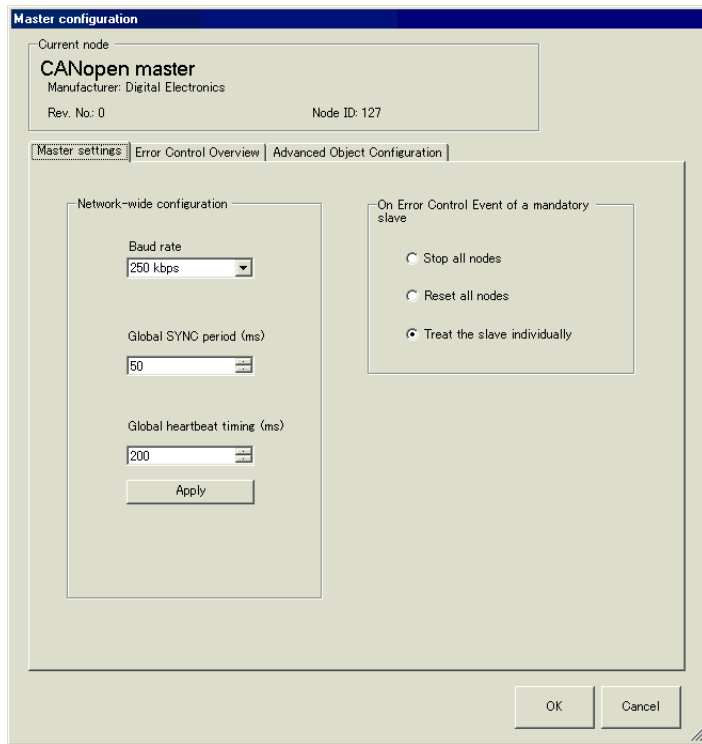 Master configuration
Current node
CANopen master
Manufacturer: Digital Electronics
Rev. No.: 0
Node ID: 127
Master settings
Error Control Overview
Advanced Object Configuration
Network-wide configuration
Baud rate
250 kbps
Global SYNC period (ms)
50
Global heartbeat timing (ms)
200
Apply
On Error Control Event of a mandatory
slave
Stop all nodes
Reset all nodes
Treat the slave individually
OK
Cancel